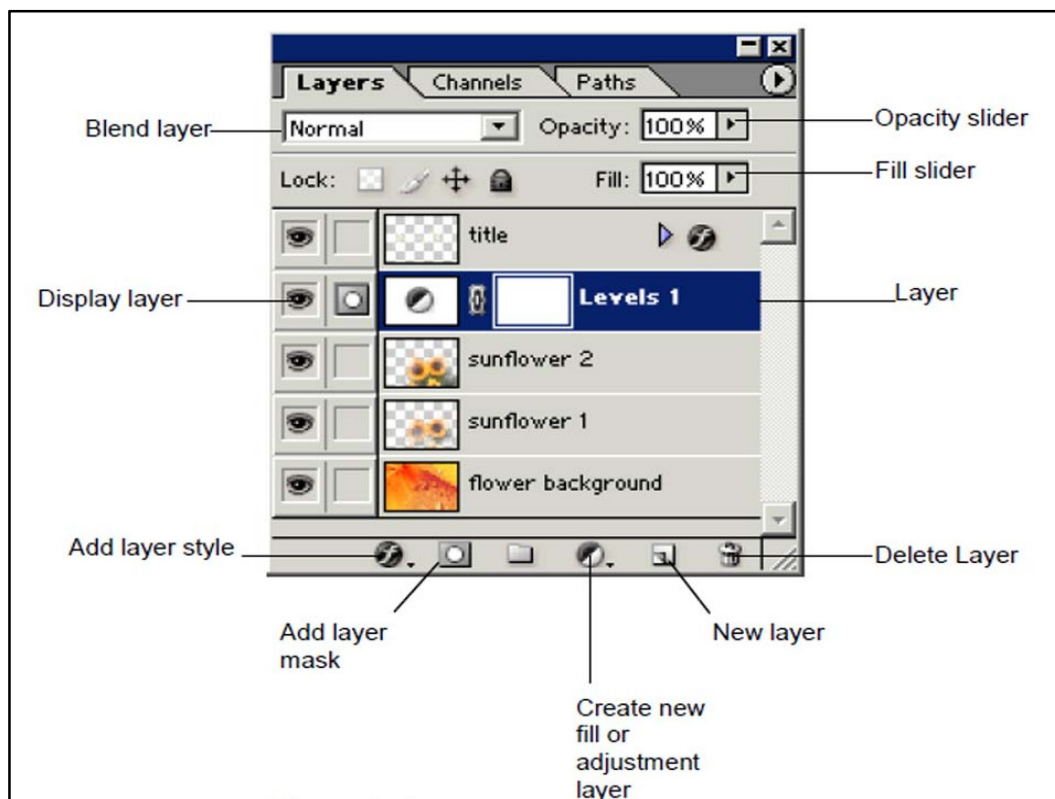 Layers Channels Paths
Blend layer
Normal
Opacity: 100%
Opacity slider
Lock:
Fill: 100%
Fill slider
title
Display layer
Levels 1
Layer
sunflower 2
sunflower 1
flower background
Add layer style
Delete Layer
Add layer
mask
New layer
Create new
fill or
adjustment
layer